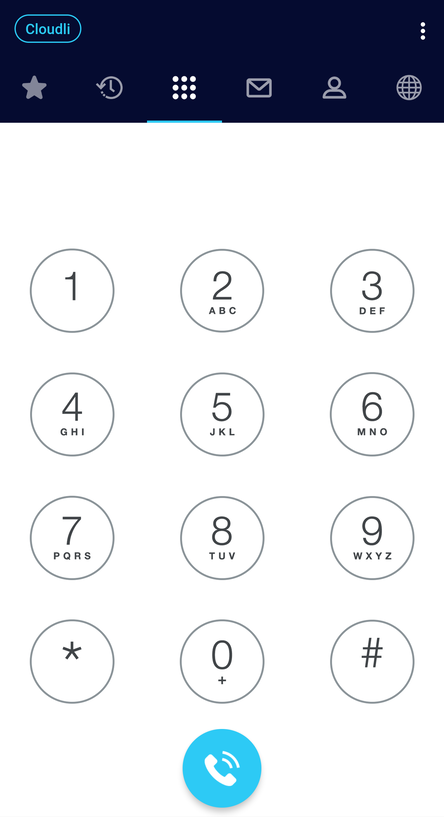 Cloudli
1 2 3
ABC DEF
4 5 6
GHI JKL MNO
7 8 9
PQRS TUV WXYZ
* 0 #
+